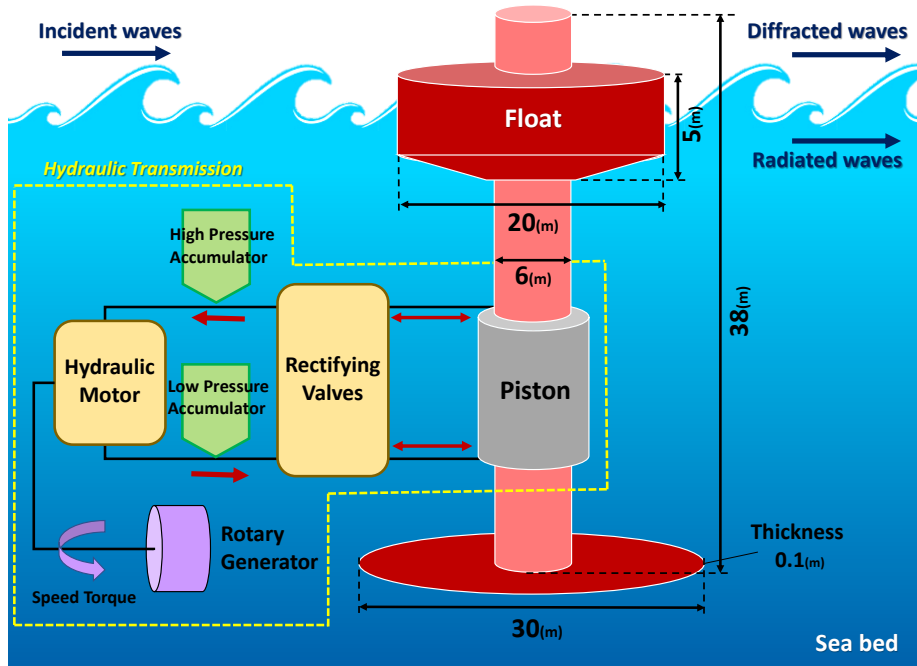 Incident waves
Diffracted waves
Float
5(m)
Radiated waves
Hydraulic Transmission
20(m)
High Pressure
Accumulator
6(m)
38(m)
Hydraulic
Motor
Rectifying
Valves
Low Pressure
Accumulator
Piston
Rotary
Generator
Thickness
0.1(m)
Speed Torque
30(m)
Sea bed